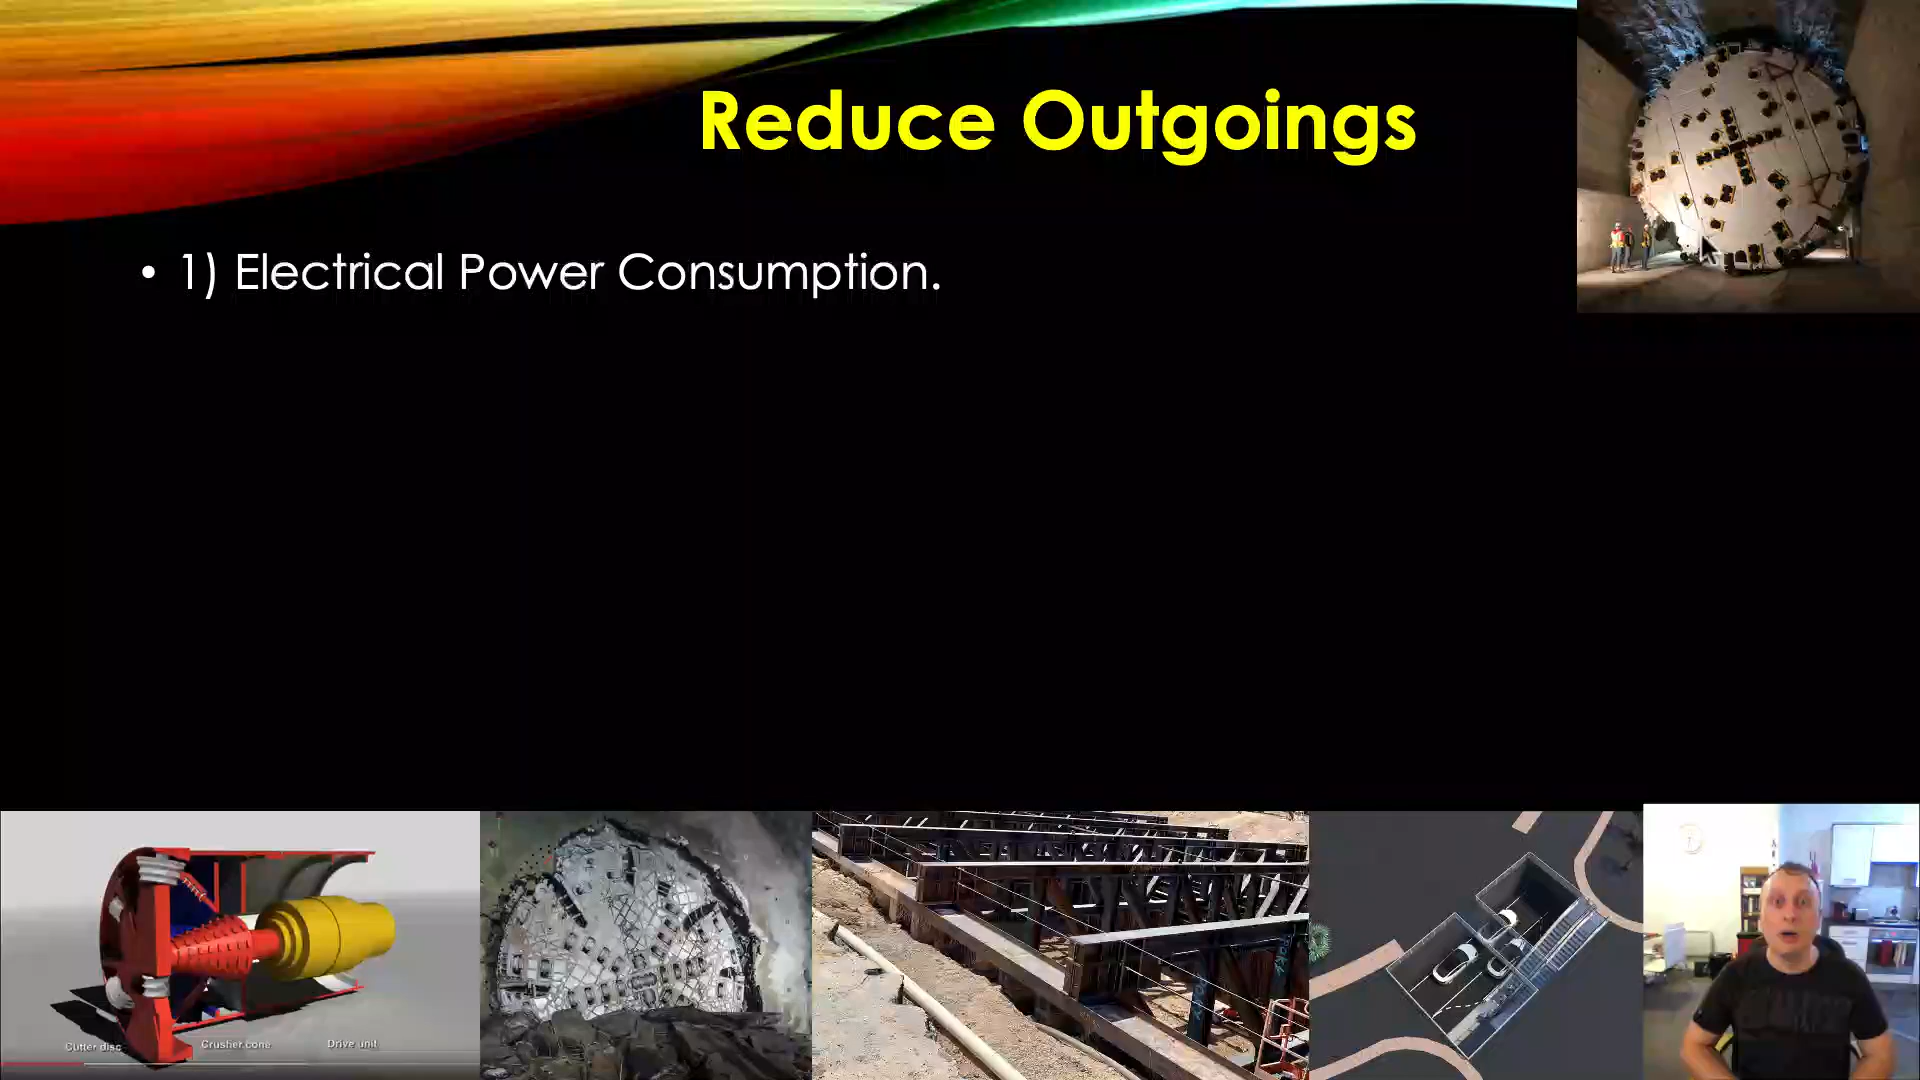 Reduce Outgoings
• 1) Electrical Power Consumption.
Cutter disc
Crusher cone
Drive unit